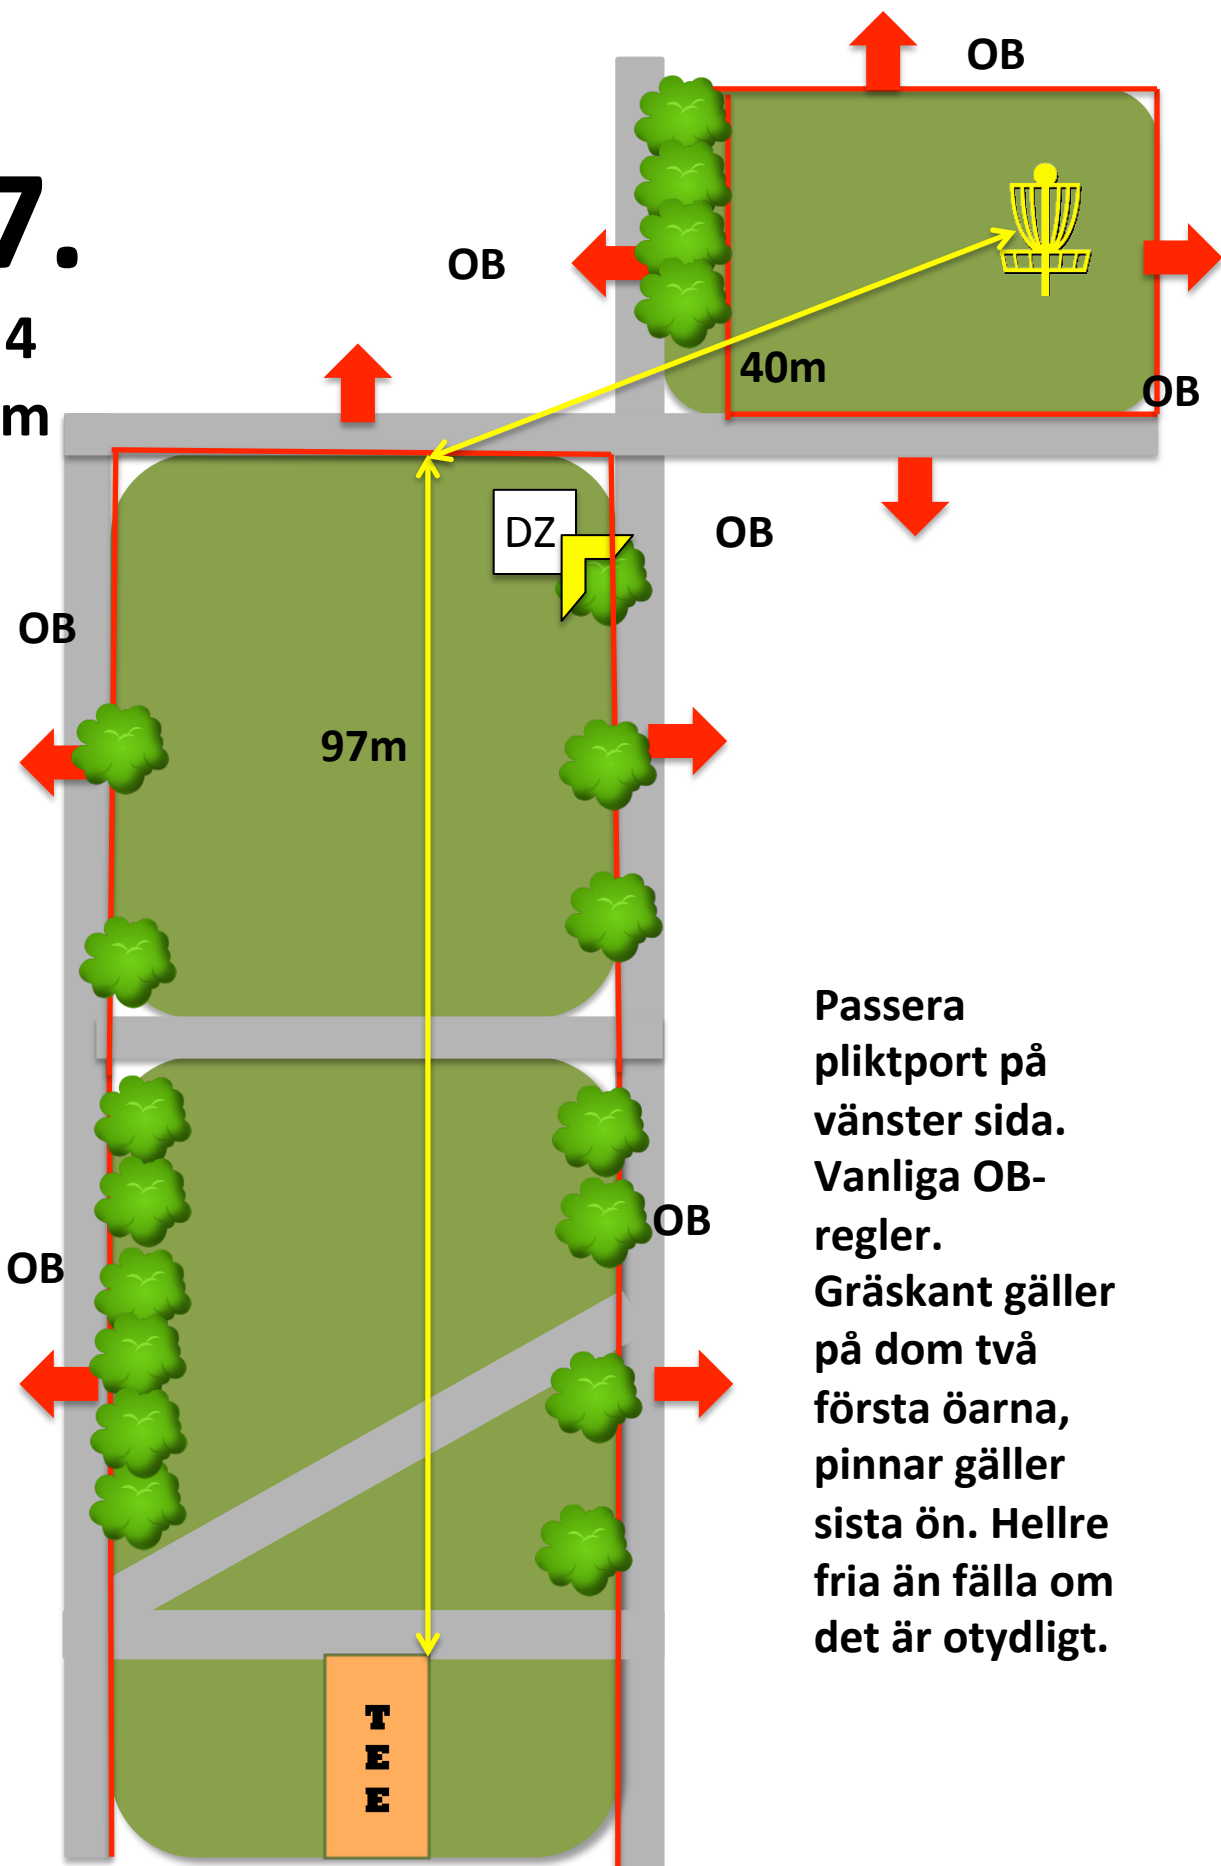 OB
7.
OB
4
40m
OB
m
DZ
OB
OB
97m
Passera
pliktport på
vänster sida.
Vanliga OB-
regler.
Gräskant gäller
på dom två
första öarna,
pinnar gäller
sista ön. Hellre
fria än fälla om
det är otydligt.
OB
OB
T
E
E